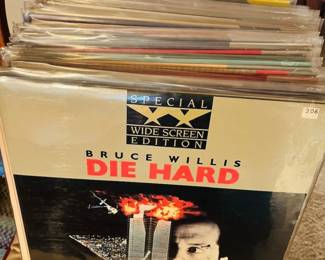 SPECIAL
WIDE SCREEN
EDITION
BRUCE WILLIS
DIE HARD